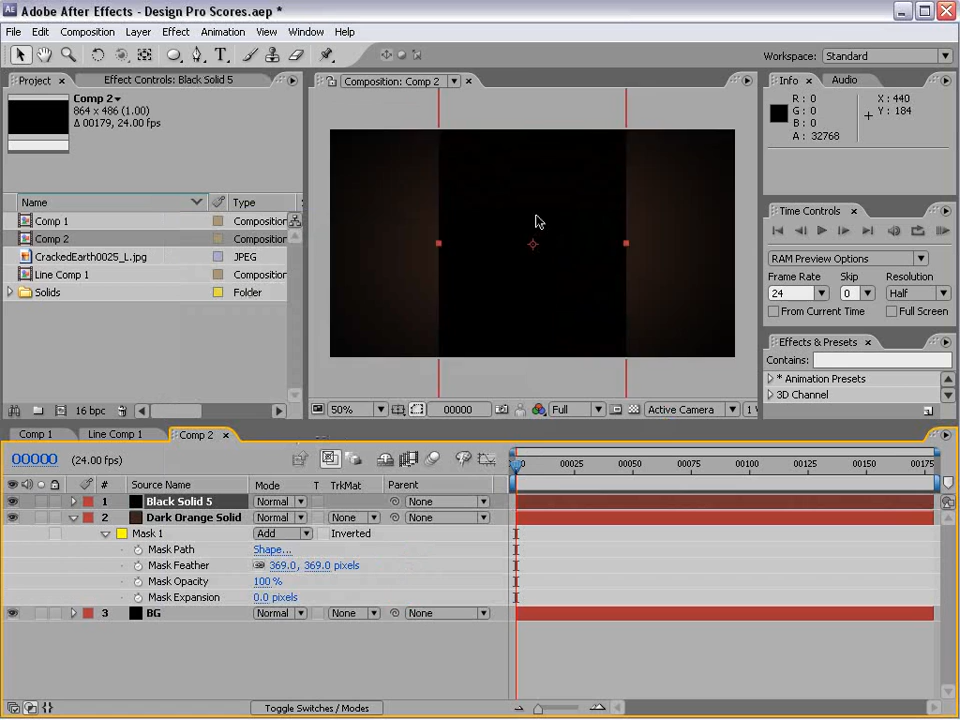 Adobe After Effects - Design Pro Scores.aep *
File Edit Composition Layer Effect Animation View Window Help
Workspace: Standard
Project × Effect Controls: Black Solid 5
Comp 2
864 x 486 (1.00)
Δ 00179, 24.00 fps
Name Type
Comp 1 Compositio
Comp 2 Compositio
CrackedEarth0025_L.jpg JPEG
Line Comp 1 Compositio
Solids Folder
16 bpc
Composition: Comp 2 ×
50% 00000 Full Active Camera 1
Info × Audio
R: 0 X: 440
G: 0 Y: 184
B: 0
A: 32768
Time Controls ×
RAM Preview Options
Frame Rate Skip Resolution
24 0 Half
From Current Time Full Screen
Effects & Presets ×
Contains:
* Animation Presets
3D Channel
Comp 1 Line Comp 1 Comp 2 ×
00000 (24.00 fps)
00025 00050 00075 00100 00125 00150 00175
# Source Name Mode T TrkMat Parent
1 Black Solid 5 Normal None
2 Dark Orange Solid Normal None None
Mask 1 Add Inverted
Mask Path Shape...
Mask Feather 369.0, 369.0 pixels
Mask Opacity 100 %
Mask Expansion 0.0 pixels
3 BG Normal None None
Toggle Switches / Modes